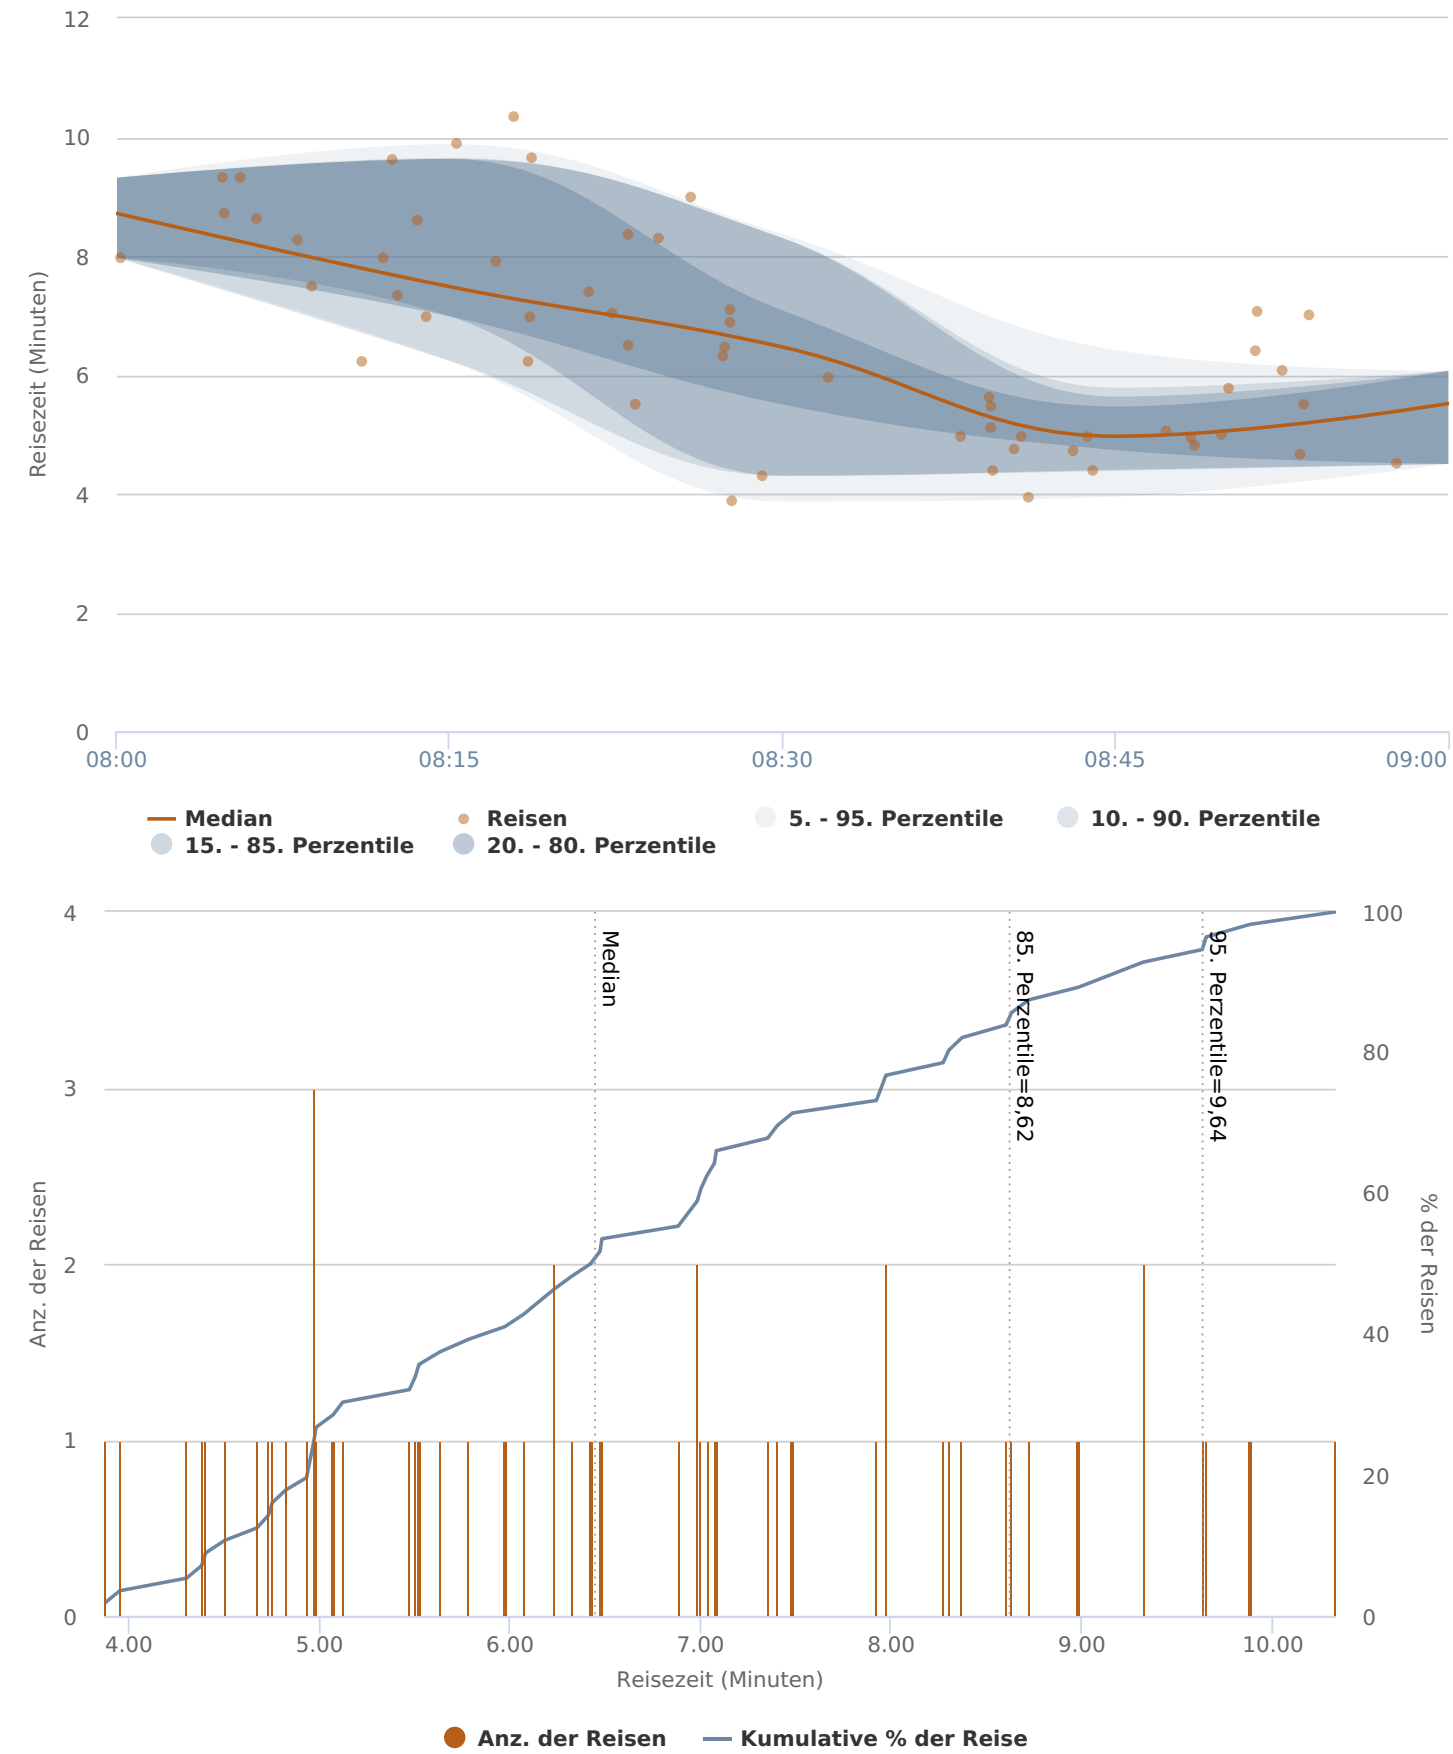 12
10
8
6
4
2
0
Reisezeit (Minuten)
08:00 08:15 08:30 08:45 09:00
Median Reisen 5. - 95. Perzentile 10. - 90. Perzentile
15. - 85. Perzentile 20. - 80. Perzentile
4
3
2
1
0
Anz. der Reisen
Median
85. Perzentile=8,62
95. Perzentile=9,64
100
80
60
40
20
0
% der Reisen
4.00 5.00 6.00 7.00 8.00 9.00 10.00
Reisezeit (Minuten)
Anz. der Reisen Kumulative % der Reise